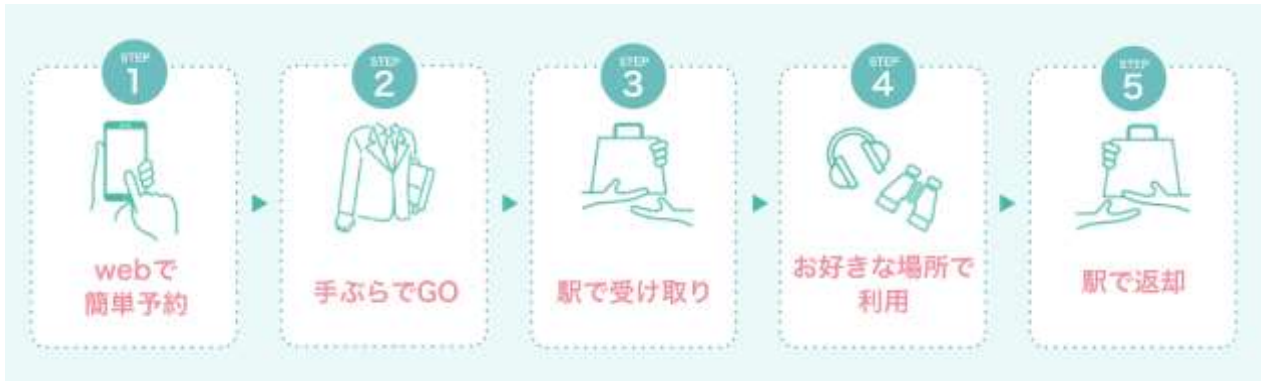 STEP
1
webで
簡単予約
STEP
2
手ぶらでGO
STEP
3
駅で受け取り
STEP
4
お好きな場所で
利用
STEP
5
駅で返却